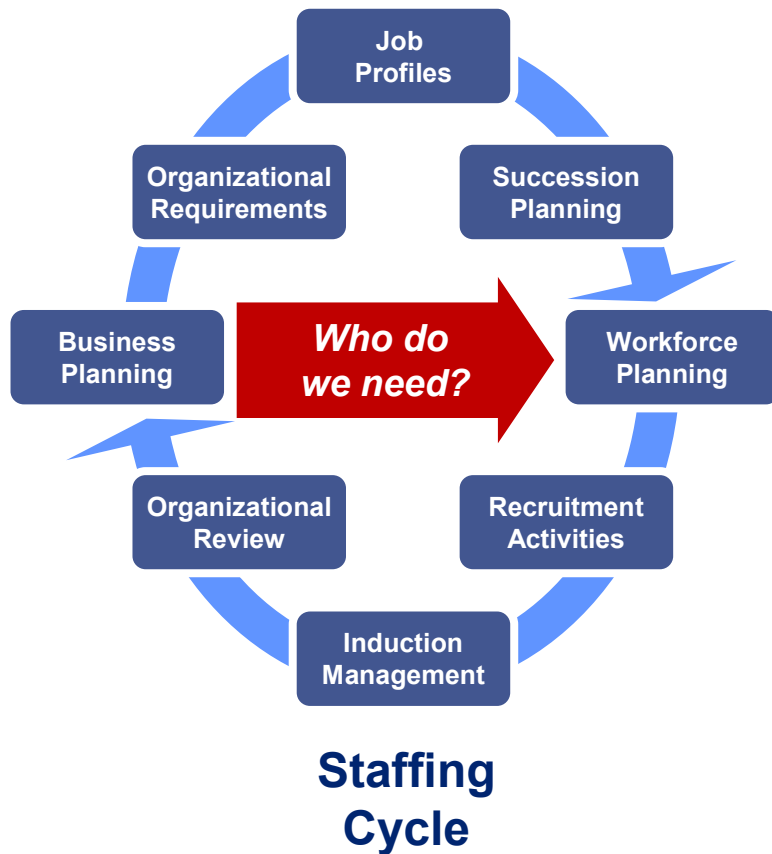 Job
Profiles
Organizational
Requirements
Succession
Planning
Business
Planning
Who do
we need?
Workforce
Planning
Organizational
Review
Recruitment
Activities
Induction
Management
Staffing
Cycle